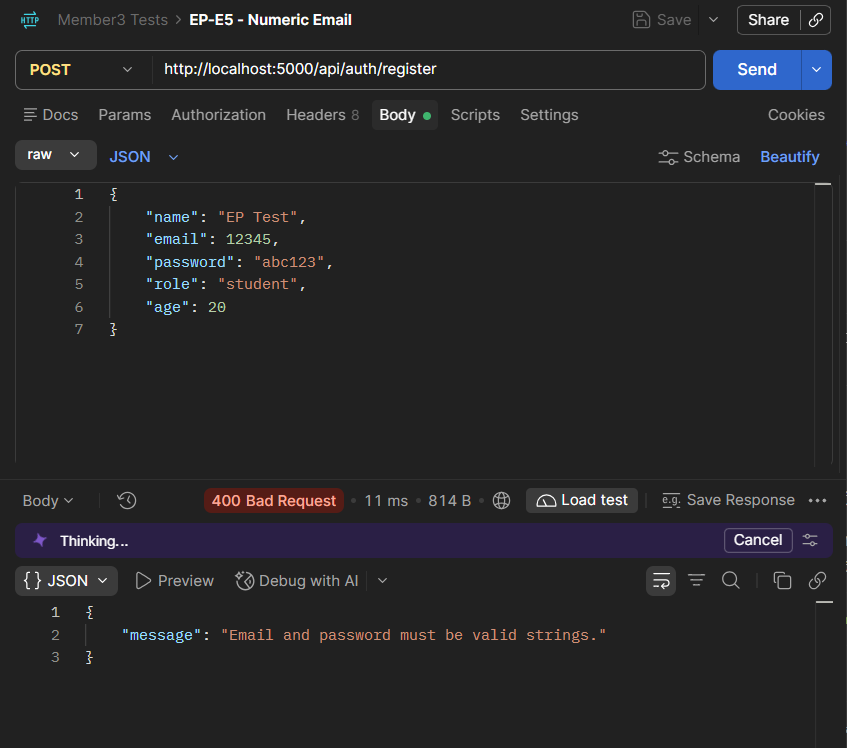 HTTP Member3 Tests > EP-E5 - Numeric Email Save Share
POST http://localhost:5000/api/auth/register Send
Docs Params Authorization Headers 8 Body Scripts Settings Cookies
raw JSON Schema Beautify
1 {
2 "name": "EP Test",
3 "email": 12345,
4 "password": "abc123",
5 "role": "student",
6 "age": 20
7 }
Body 400 Bad Request • 11 ms • 814 B • Load test e.g. Save Response
Thinking... Cancel
{} JSON Preview Debug with AI
1 {
2 "message": "Email and password must be valid strings."
3 }